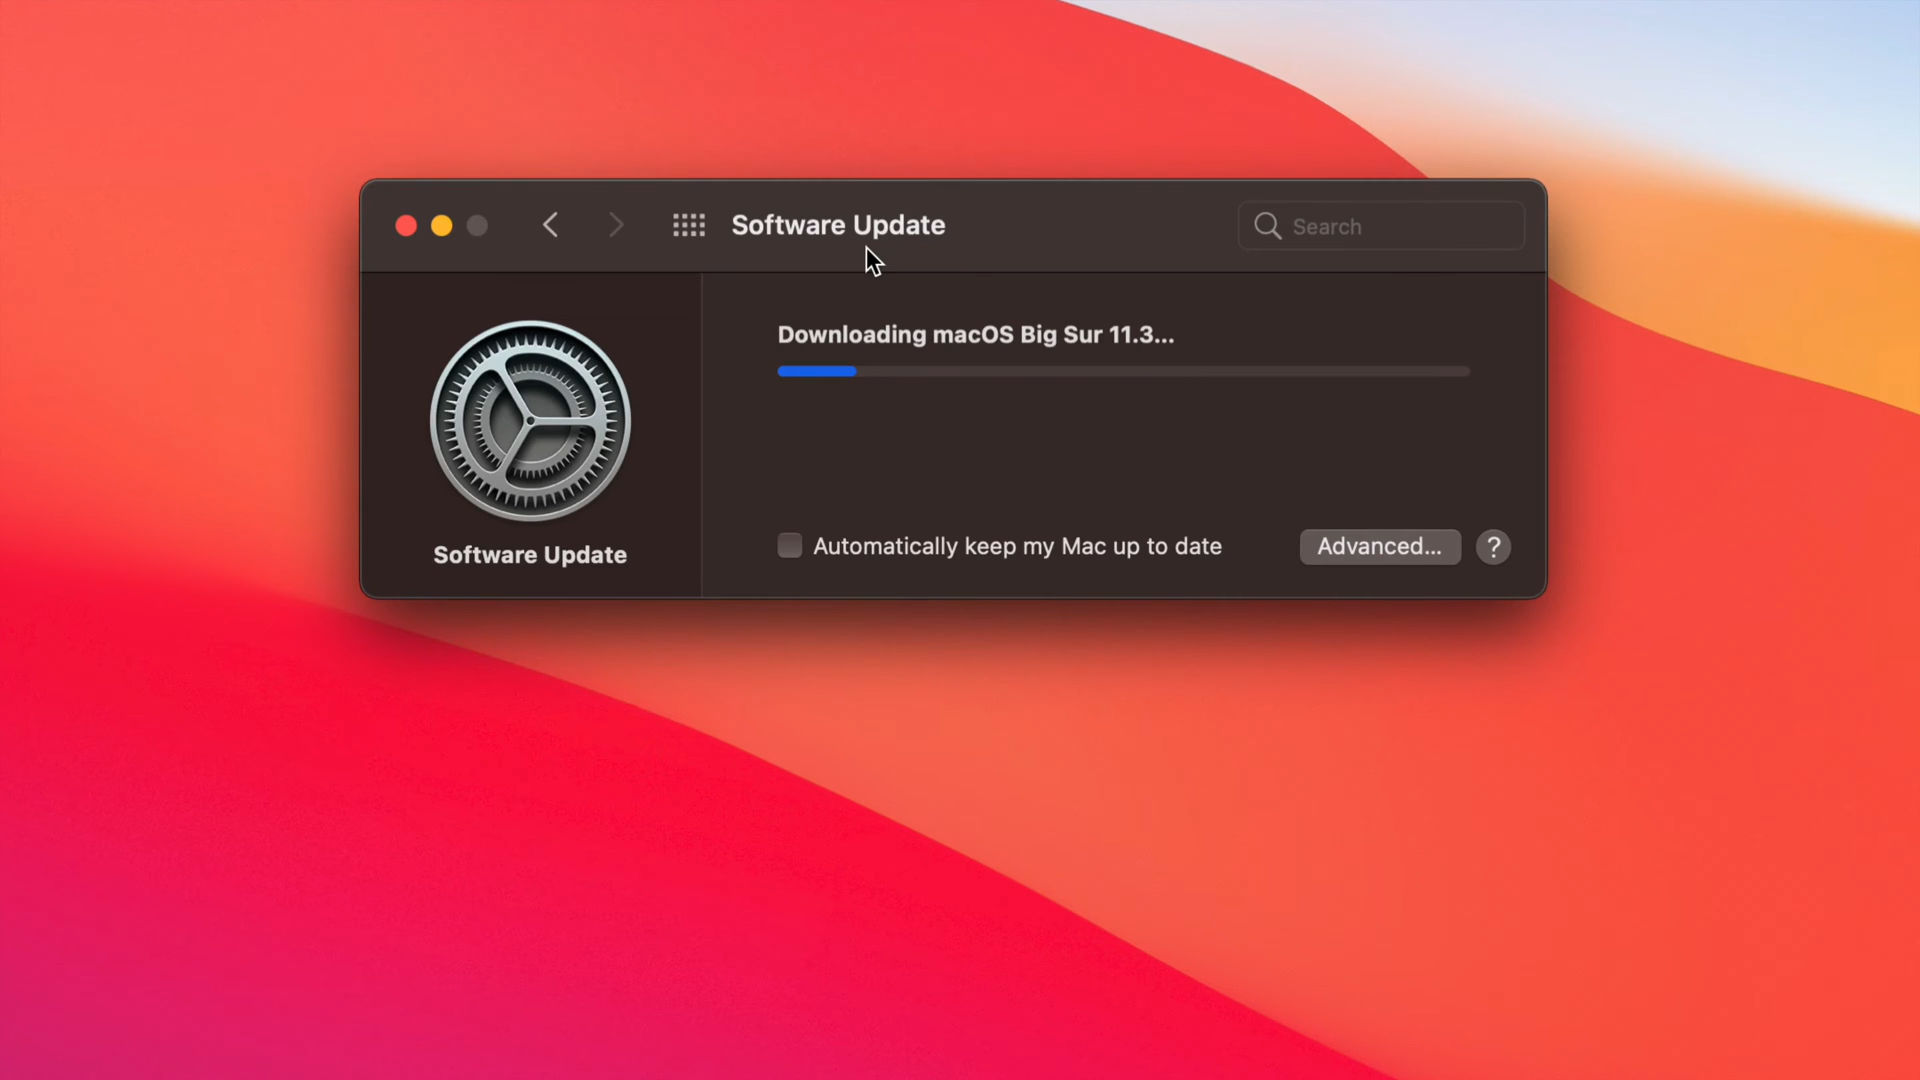 Software Update
Search
Downloading macOS Big Sur 11.3...
Software Update
Automatically keep my Mac up to date
Advanced...
?